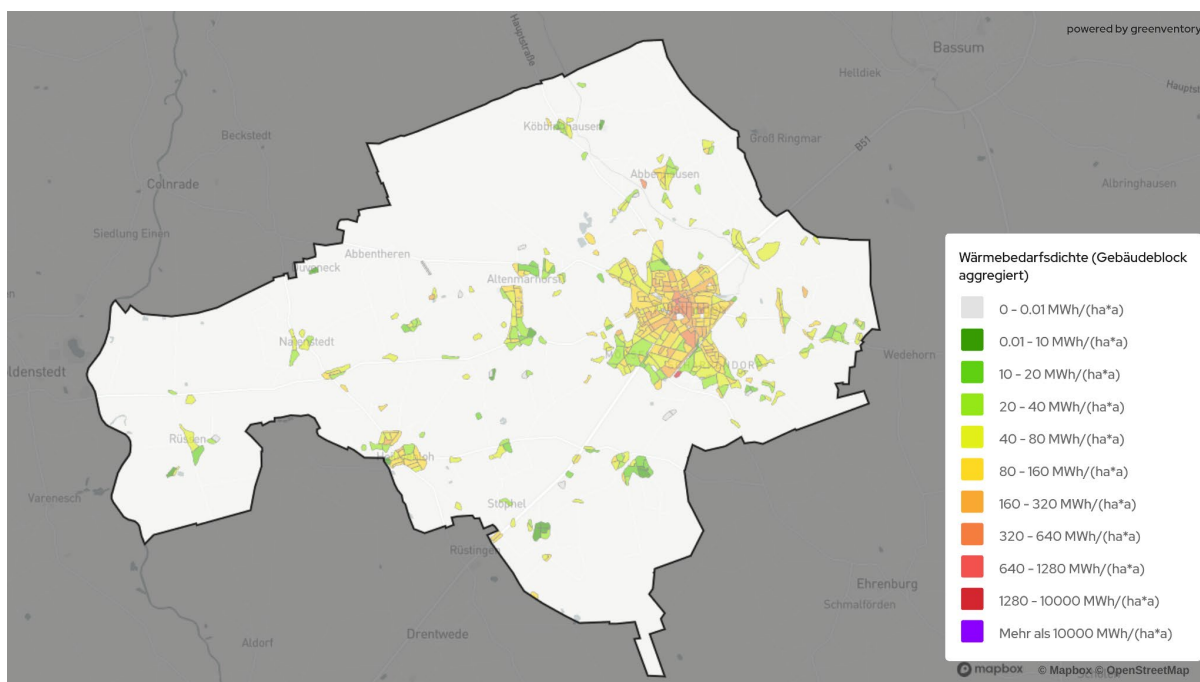 powered by greenventory
Hauptstraße
Bassum
Helldiek
Groß Ringmar
B51
Beckstedt
Colnrade
Albringhausen
Siedlung Einen
Abbentheren
Altenmarhorst
Wedehorn
Varenesch
Stophel
Rüstingen
Ehrenburg
Schmalförden
Drentwede
Aldorf
Wärmebedarfsdichte (Gebäudeblock
aggregiert)
0 - 0.01 MWh/(ha*a)
0.01 - 10 MWh/(ha*a)
10 - 20 MWh/(ha*a)
20 - 40 MWh/(ha*a)
40 - 80 MWh/(ha*a)
80 - 160 MWh/(ha*a)
160 - 320 MWh/(ha*a)
320 - 640 MWh/(ha*a)
640 - 1280 MWh/(ha*a)
1280 - 10000 MWh/(ha*a)
Mehr als 10000 MWh/(ha*a)
mapbox © Mapbox © OpenStreetMap